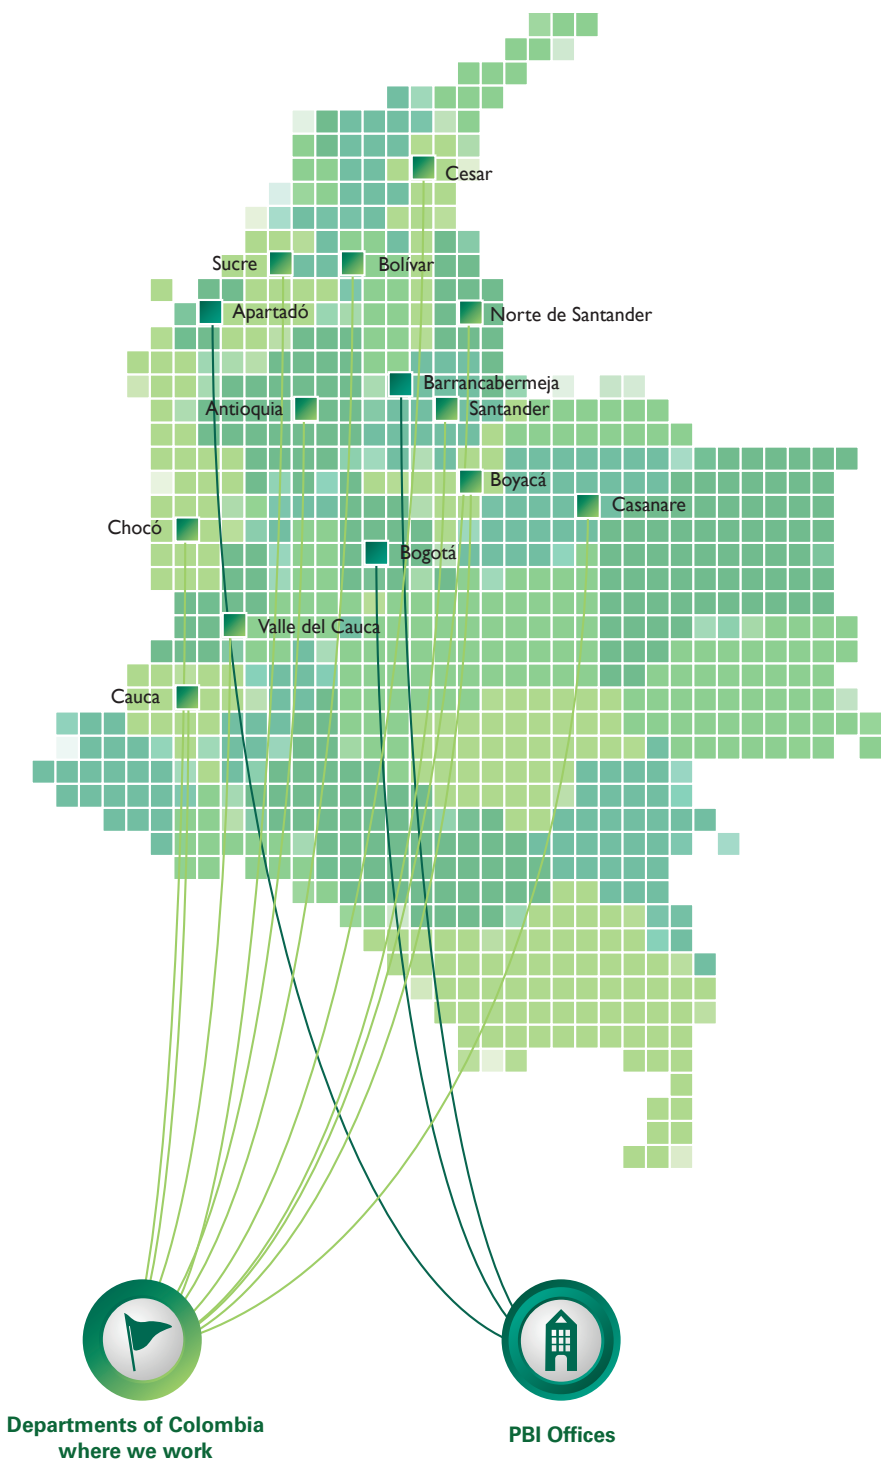 Cesar
Sucre
Bolívar
Apartadó
Norte de Santander
Barrancabermeja
Antioquia
Santander
Boyacá
Casanare
Chocó
Bogotá
Valle del Cauca
Cauca
Departments of Colombia
where we work
PBI Offices